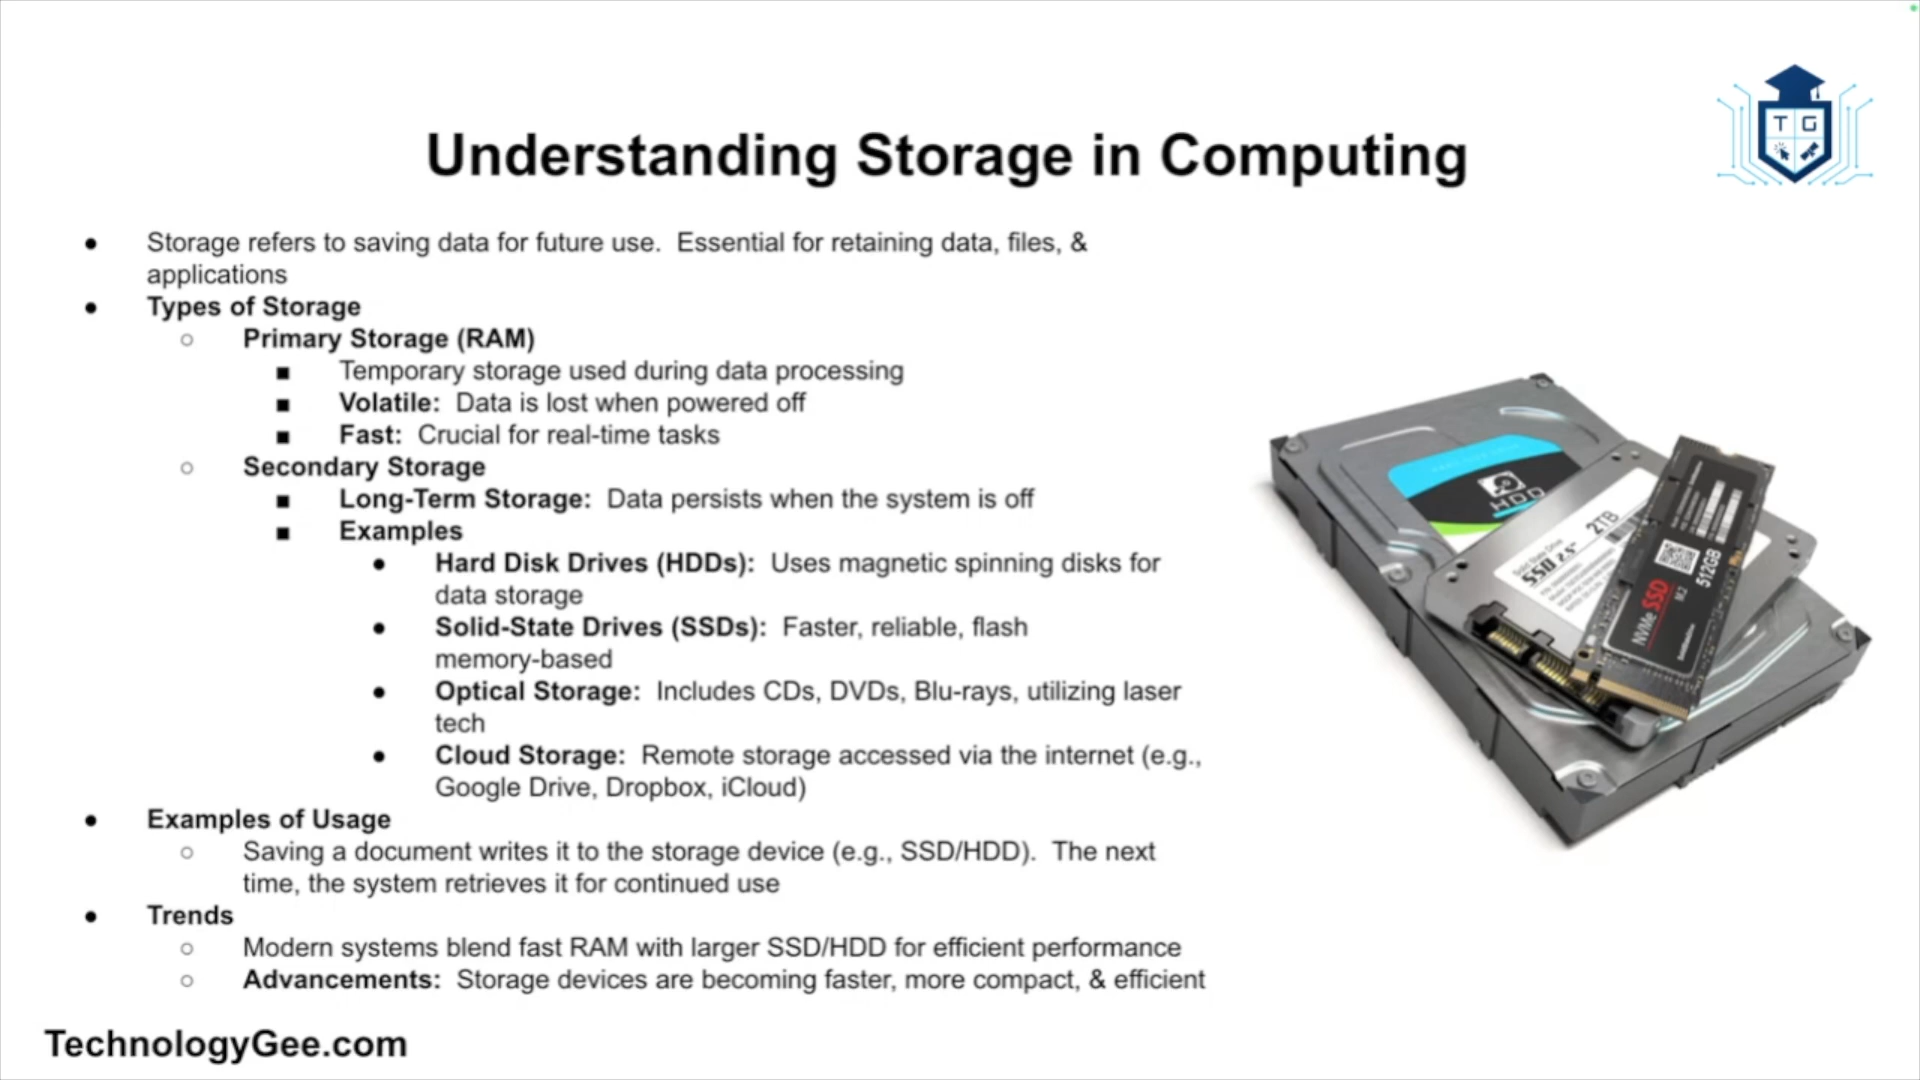 Understanding Storage in Computing
T G
● Storage refers to saving data for future use. Essential for retaining data, files, &
applications
● Types of Storage
○ Primary Storage (RAM)
■ Temporary storage used during data processing
■ Volatile: Data is lost when powered off
■ Fast: Crucial for real-time tasks
○ Secondary Storage
■ Long-Term Storage: Data persists when the system is off
■ Examples
● Hard Disk Drives (HDDs): Uses magnetic spinning disks for
data storage
● Solid-State Drives (SSDs): Faster, reliable, flash
memory-based
● Optical Storage: Includes CDs, DVDs, Blu-rays, utilizing laser
tech
● Cloud Storage: Remote storage accessed via the internet (e.g.,
Google Drive, Dropbox, iCloud)
● Examples of Usage
○ Saving a document writes it to the storage device (e.g., SSD/HDD). The next
time, the system retrieves it for continued use
● Trends
○ Modern systems blend fast RAM with larger SSD/HDD for efficient performance
○ Advancements: Storage devices are becoming faster, more compact, & efficient
HDD
2TB
Solid State Drive
SSD 2.5"
NVMe SSD
M.2
512GB
TechnologyGee.com